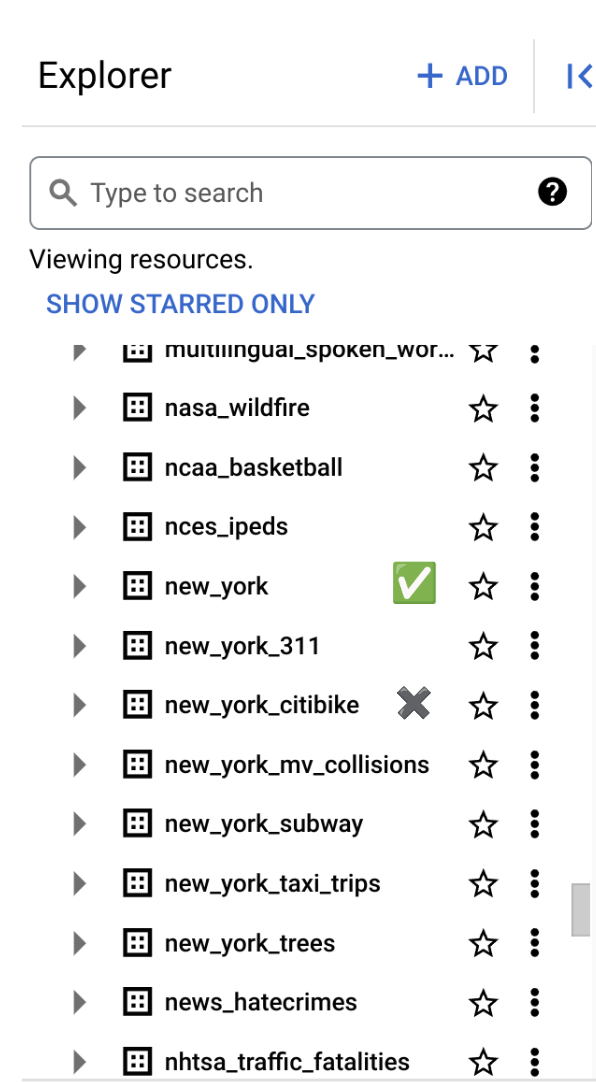 Explorer
+ ADD
Type to search
Viewing resources.
SHOW STARRED ONLY
multilingual_spoken_wor...
nasa_wildfire
ncaa_basketball
nces_ipeds
new_york
new_york_311
new_york_citibike
new_york_mv_collisions
new_york_subway
new_york_taxi_trips
new_york_trees
news_hatecrimes
nhtsa_traffic_fatalities